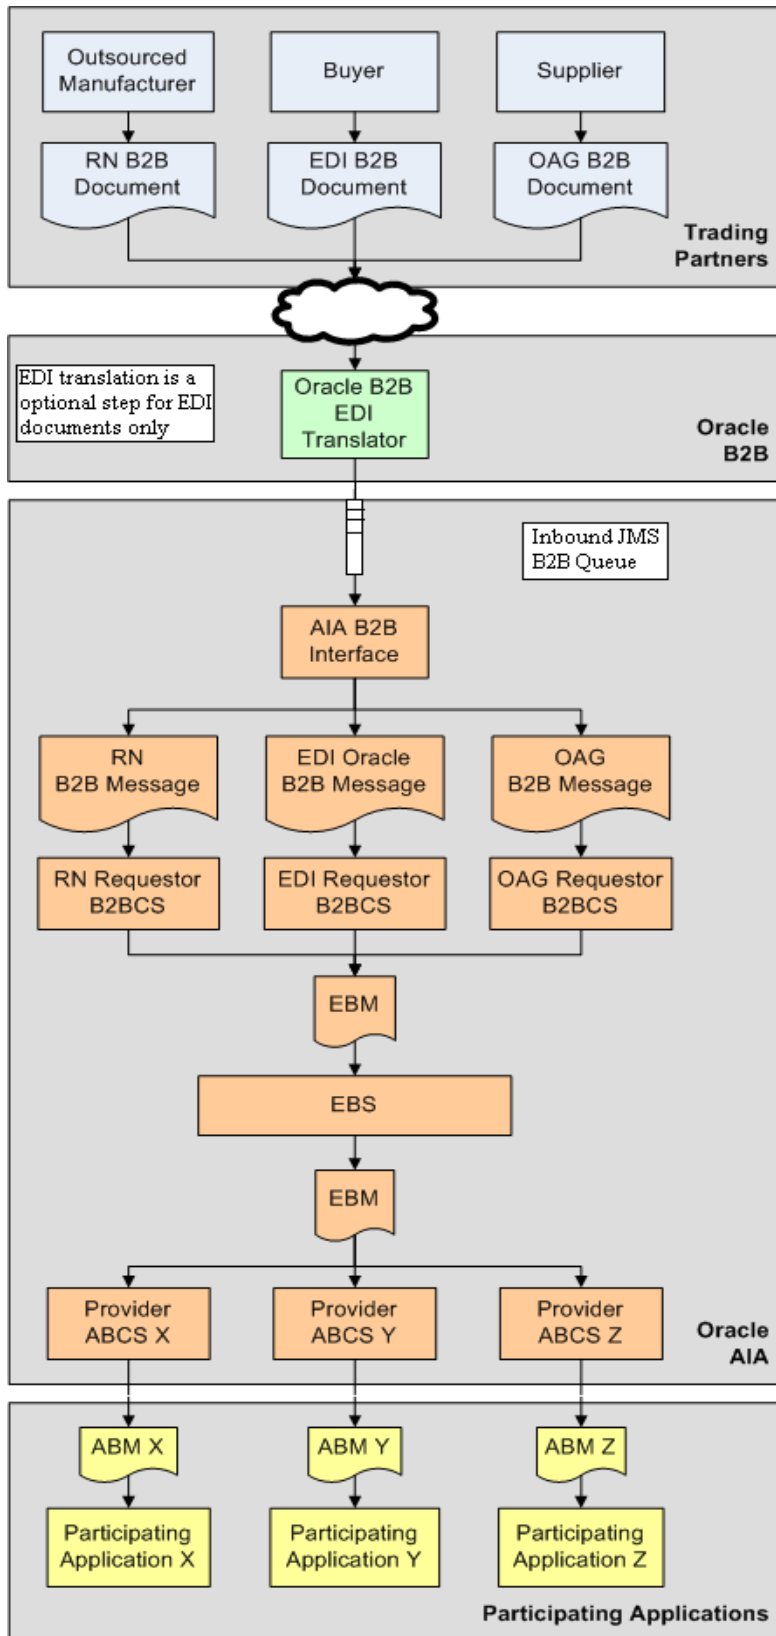 Outsourced
Manufacturer
Buyer
Supplier
RN B2B
Document
EDI B2B
Document
OAG B2B
Document
Trading
Partners
EDI translation is a
optional step for EDI
documents only
Oracle B2B
EDI
Translator
Oracle
B2B
Inbound JMS
B2B Queue
AIA B2B
Interface
RN
B2B Message
EDI Oracle
B2B Message
OAG
B2B Message
RN Requestor
B2BCS
EDI Requestor
B2BCS
OAG Requestor
B2BCS
EBM
EBS
EBM
Provider
ABCS X
Provider
ABCS Y
Provider
ABCS Z
Oracle
AIA
ABM X
ABM Y
ABM Z
Participating
Application X
Participating
Application Y
Participating
Application Z
Participating Applications